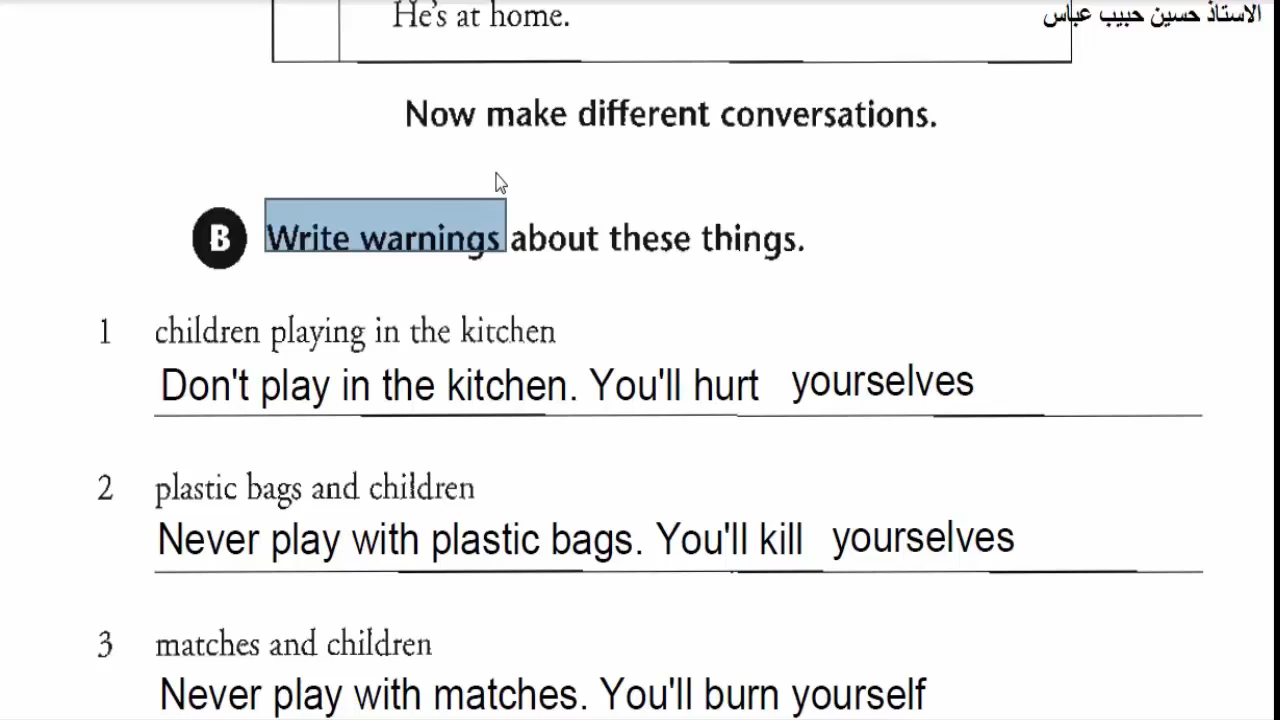 He's at home.
الاستاذ حسين حبيب عباس
Now make different conversations.
B Write warnings about these things.
1 children playing in the kitchen
Don't play in the kitchen. You'll hurt yourselves
2 plastic bags and children
Never play with plastic bags. You'll kill yourselves
3 matches and children
Never play with matches. You'll burn yourself